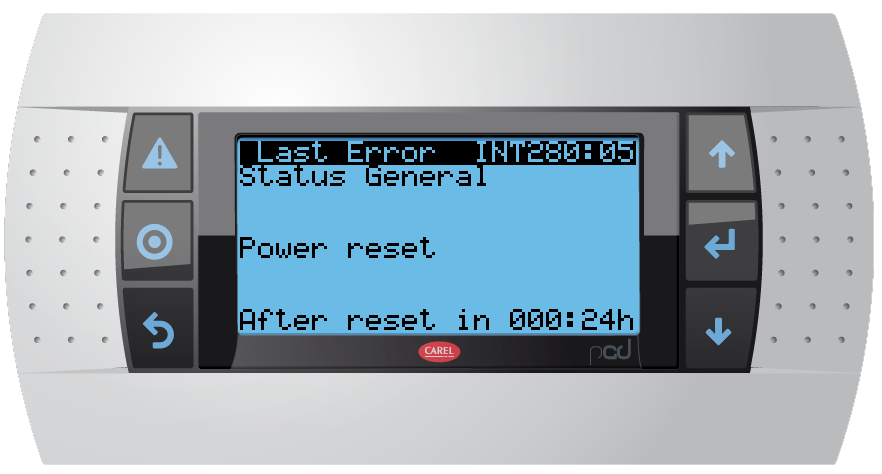 Last Error INT280:05
Status General
Power reset
After reset in 000:24h
CAREL
pGD